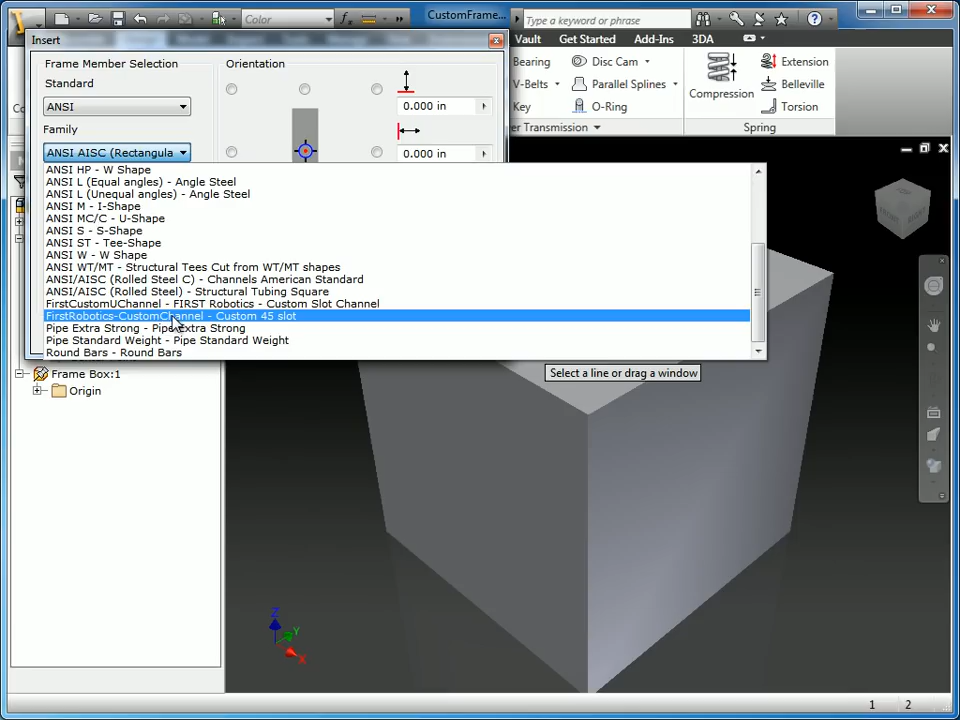 Color
CustomFrame...
Type a keyword or phrase
Insert
Vault Get Started Add-Ins 3DA
Frame Member Selection
Orientation
Bearing Disc Cam Extension
Standard
V-Belts Parallel Splines Belleville
Compression
ANSI
0.000 in
Key O-Ring Torsion
Family
er Transmission Spring
ANSI AISC (Rectangula
0.000 in
ANSI HP - W Shape
ANSI L (Equal angles) - Angle Steel
ANSI L (Unequal angles) - Angle Steel
ANSI M - I-Shape
ANSI MC/C - U-Shape
ANSI S - S-Shape
ANSI ST - Tee-Shape
ANSI W - W Shape
ANSI WT/MT - Structural Tees Cut from WT/MT shapes
ANSI/AISC (Rolled Steel C) - Channels American Standard
ANSI/AISC (Rolled Steel) - Structural Tubing Square
FirstCustomUChannel - FIRST Robotics - Custom Slot Channel
FirstRobotics-CustomChannel - Custom 45 slot
Pipe Extra Strong - Pipe Extra Strong
Pipe Standard Weight - Pipe Standard Weight
Round Bars - Round Bars
Select a line or drag a window
Frame Box:1
Origin
Z
Y
X
1 2